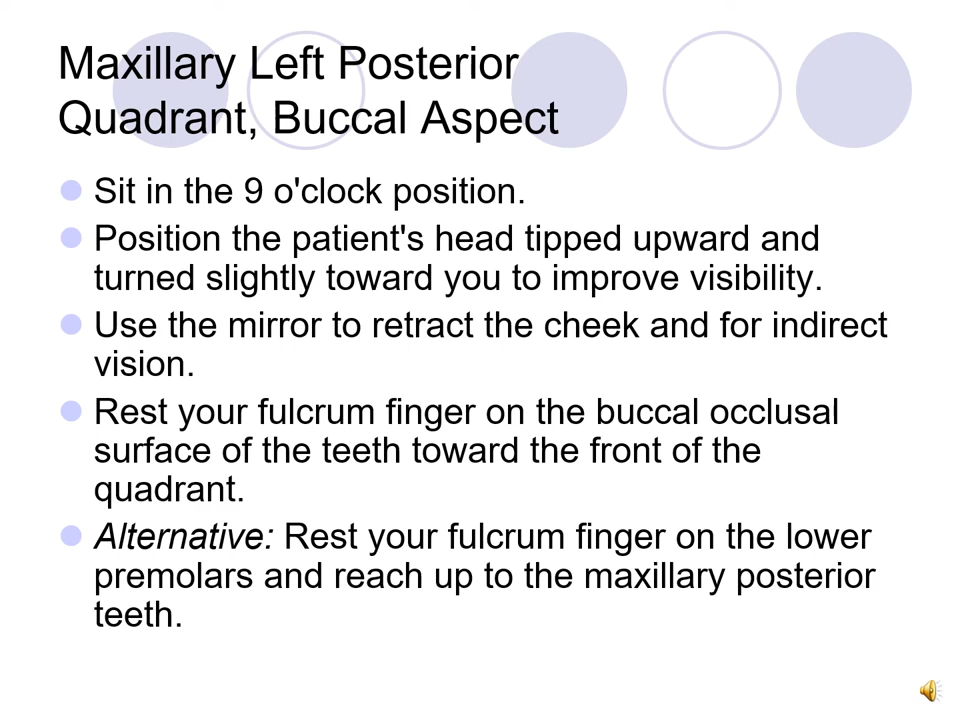 Maxillary Left Posterior
Quadrant, Buccal Aspect
Sit in the 9 o'clock position.
Position the patient's head tipped upward and
turned slightly toward you to improve visibility.
Use the mirror to retract the cheek and for indirect
vision.
Rest your fulcrum finger on the buccal occlusal
surface of the teeth toward the front of the
quadrant.
Alternative: Rest your fulcrum finger on the lower
premolars and reach up to the maxillary posterior
teeth.